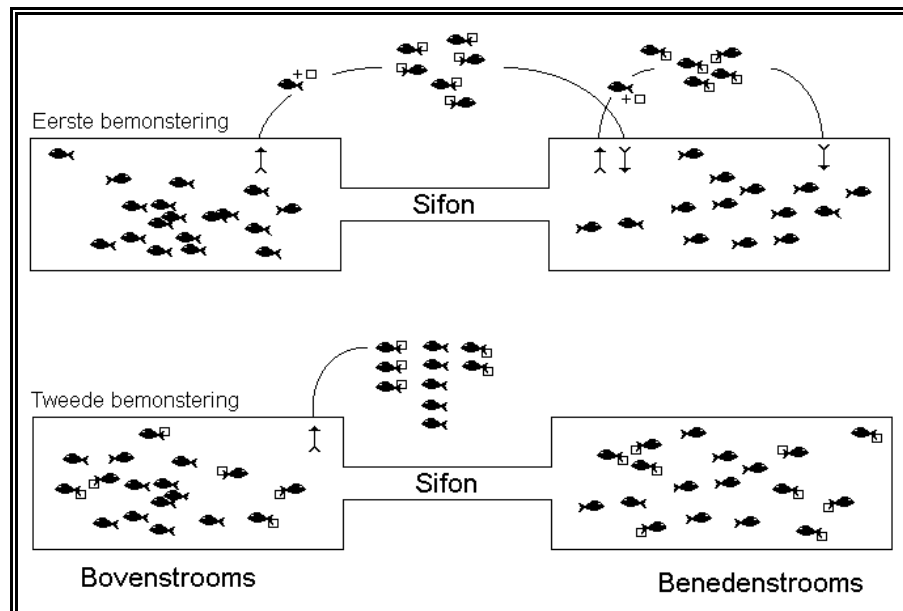 Eerste bemonstering
Sifon
Tweede bemonstering
Sifon
Bovenstrooms
Benedenstrooms